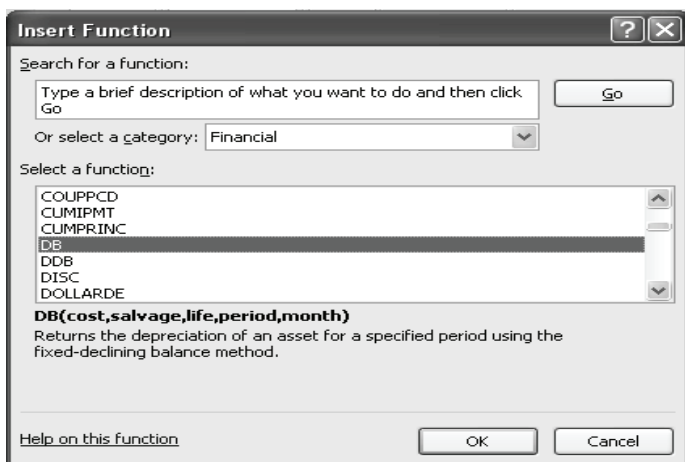 Insert Function
Search for a function:
Type a brief description of what you want to do and then click
Go
Go
Or select a category: Financial
Select a function:
COUPPCD
CUMIPMT
CUMPRINC
DB
DDB
DISC
DOLLARDE
DB(cost,salvage,life,period,month)
Returns the depreciation of an asset for a specified period using the
fixed-declining balance method.
Help on this function
OK
Cancel